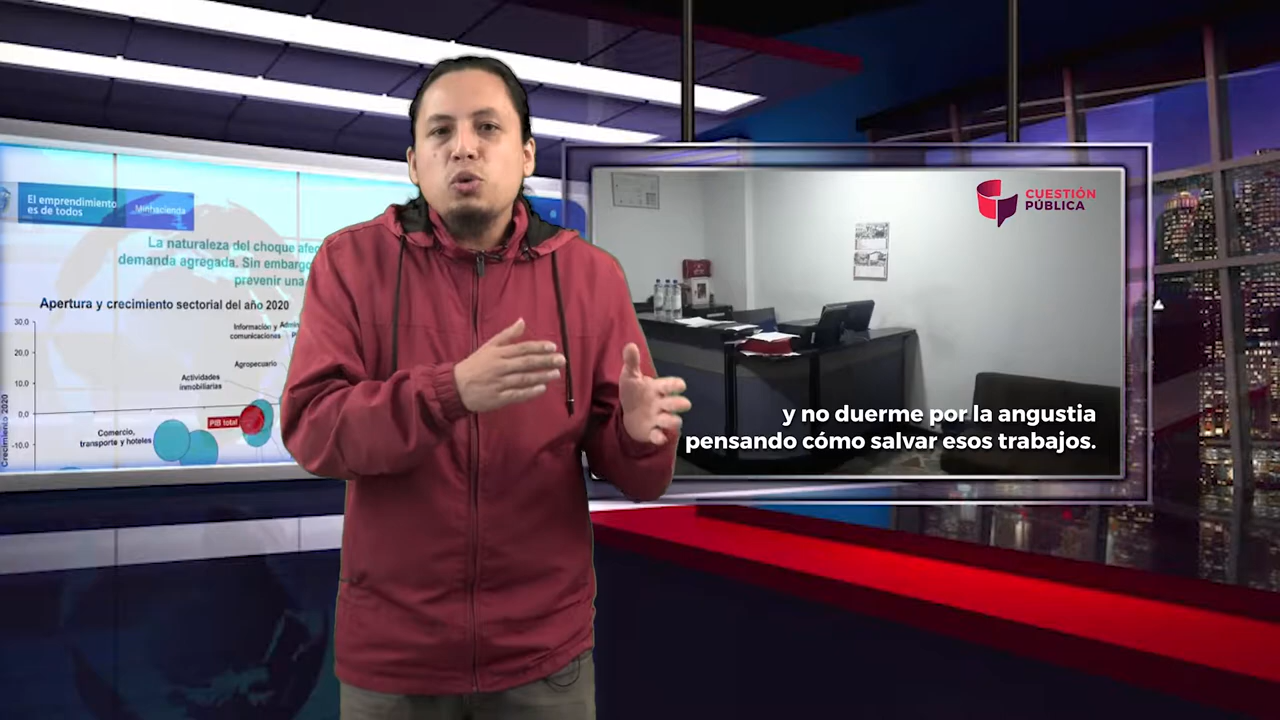 El emprendimiento
es de todos
Minhacienda
La naturaleza del choque
demanda agregada. Sin embargo
prevenir una
Apertura y crecimiento sectorial del año 2020
30.0
Información y
comunicaciones
20.0
Agropecuario
Actividades
inmobiliarias
10.0
0.0
PIB total
Comercio,
transporte y hoteles
-10.0
Crecimiento 2020
CUESTIÓN
PÚBLICA
y no duerme por la angustia
pensando cómo salvar esos trabajos.